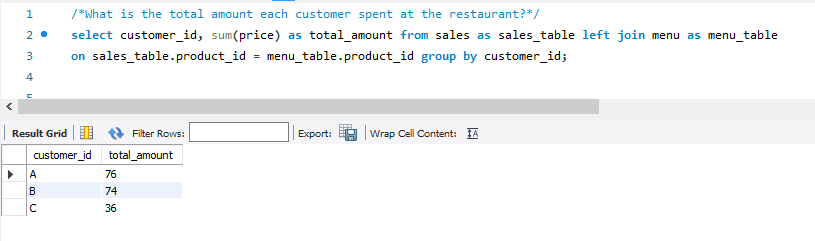 1 /*What is the total amount each customer spent at the restaurant?*/
2 select customer_id, sum(price) as total_amount from sales as sales_table left join menu as menu_table
3 on sales_table.product_id = menu_table.product_id group by customer_id;
4
5
Result Grid Filter Rows: Export: Wrap Cell Content: IA
customer_id total_amount
A 76
B 74
C 36